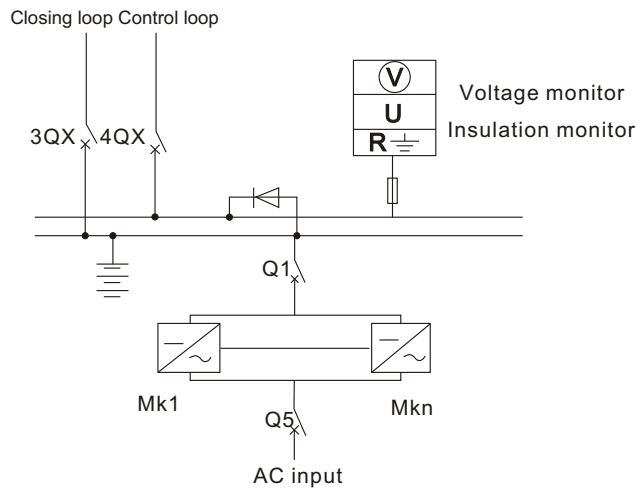 Closing loop Control loop
3QX 4QX
V
U
R
Voltage monitor
Insulation monitor
Q1
Mk1
Mkn
Q5
AC input